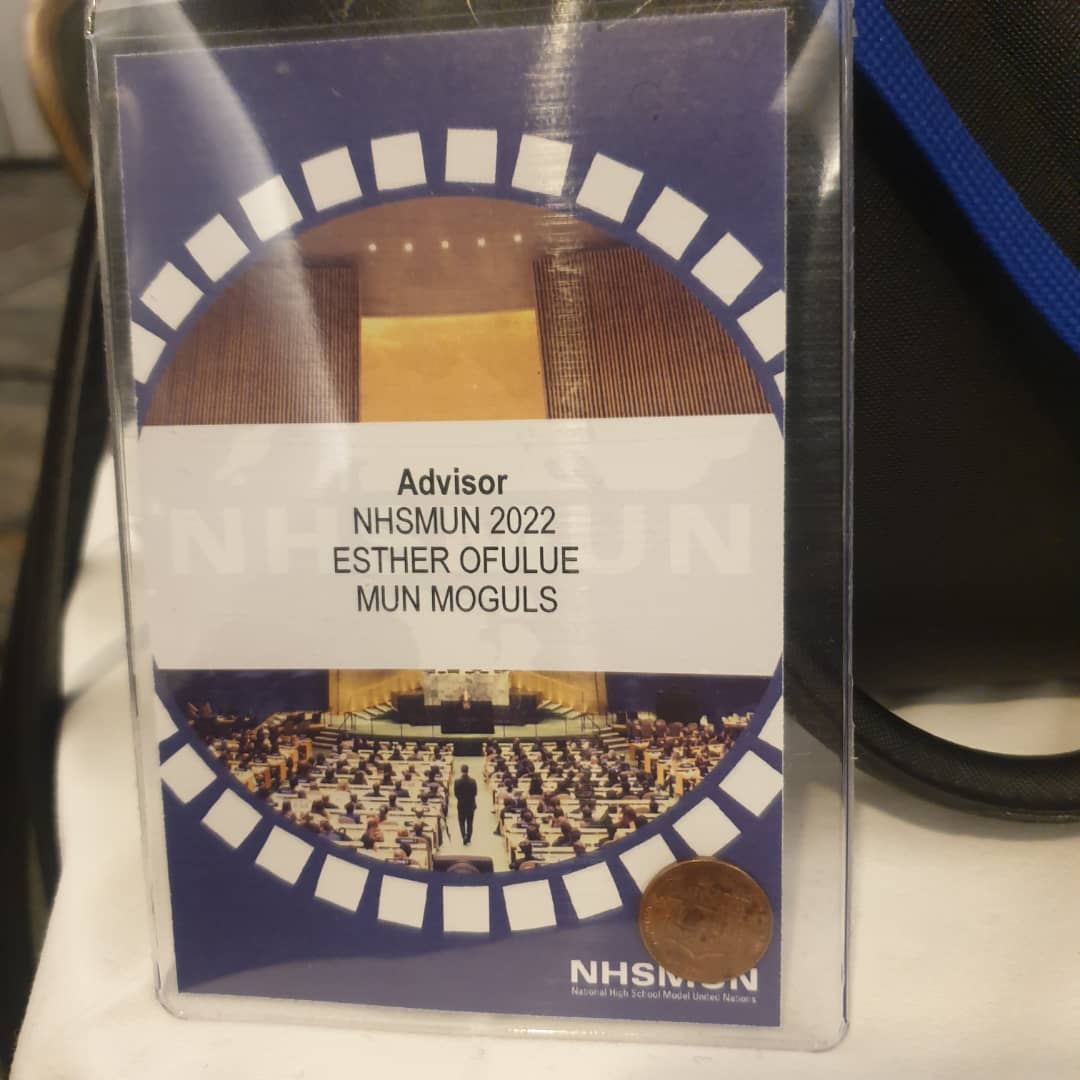 Advisor
NHSMUN 2022
ESTHER OFULUE
MUN MOGULS
NHSMUN
National High School Model United Nations